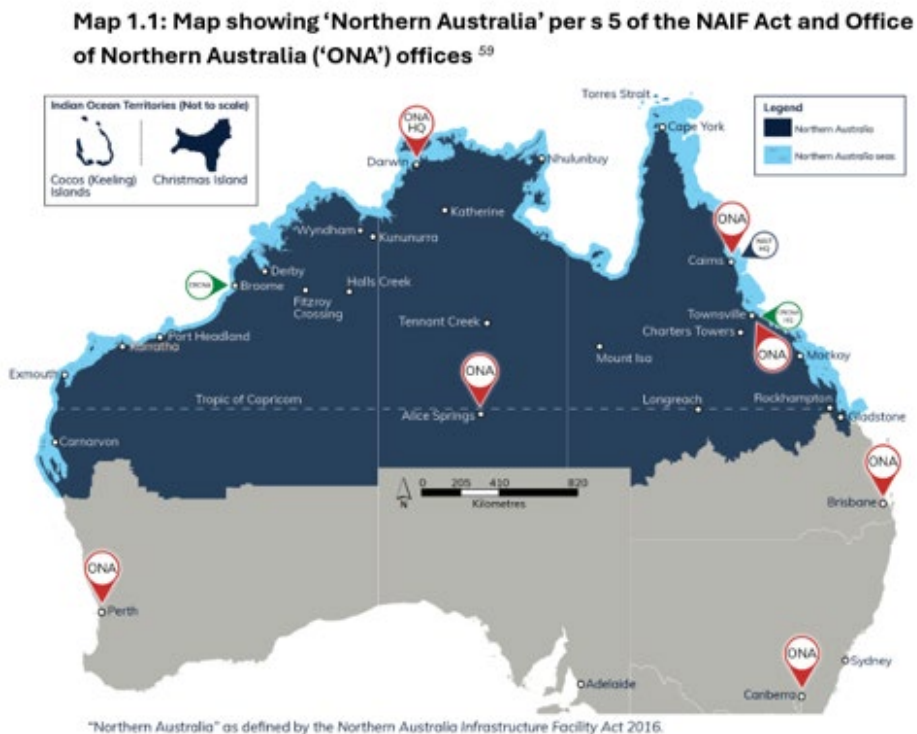 Map 1.1: Map showing ‘Northern Australia’ per s 5 of the NAIF Act and Office
of Northern Australia (‘ONA’) offices 59
Indian Ocean Territories (Not to scale)
Cocos (Keeling)
Islands
Christmas Island
Torres Strait
Legend
Northern Australia
Northern Australia seas
Cape York
ONA
HQ
Darwin
Nhulunbuy
Katherine
Wyndham
Kununurra
ONA
NAIF
HQ
Cairns
Derby
Broome
Halls Creek
Fitzroy
Crossing
Tennant Creek
Townsville
HQ
Charters Towers
ONA
Port Headland
Karratha
Mount Isa
Mackay
Exmouth
ONA
Tropic of Capricorn
Alice Springs
Longreach
Rockhampton
Gladstone
Carnarvon
0 205 410 820
Kilometres
N
ONA
Brisbane
ONA
Perth
ONA
Sydney
Adelaide
Canberra
"Northern Australia" as defined by the Northern Australia Infrastructure Facility Act 2016.